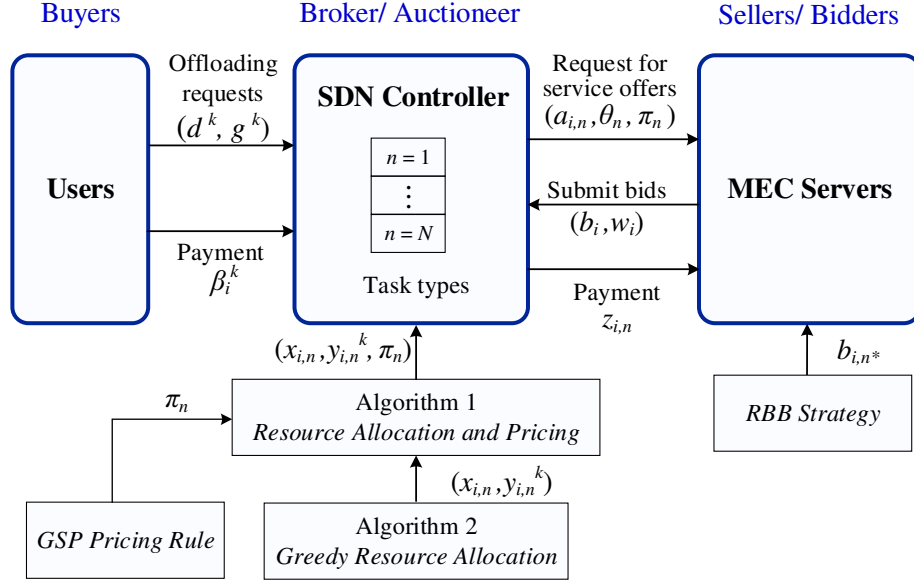 Buyers
Broker/ Auctioneer
Sellers/ Bidders
Users
Offloading
requests
(d^k, g^k)
Payment
β_i^k
SDN Controller
n = 1
⋮
n = N
Task types
Request for
service offers
(a_{i,n}, θ_n, π_n)
Submit bids
(b_i, w_i)
Payment
z_{i,n}
MEC Servers
(x_{i,n}, y_{i,n}^k, π_n)
b_{i,n*}
π_n
Algorithm 1
Resource Allocation and Pricing
RBB Strategy
(x_{i,n}, y_{i,n}^k)
GSP Pricing Rule
Algorithm 2
Greedy Resource Allocation